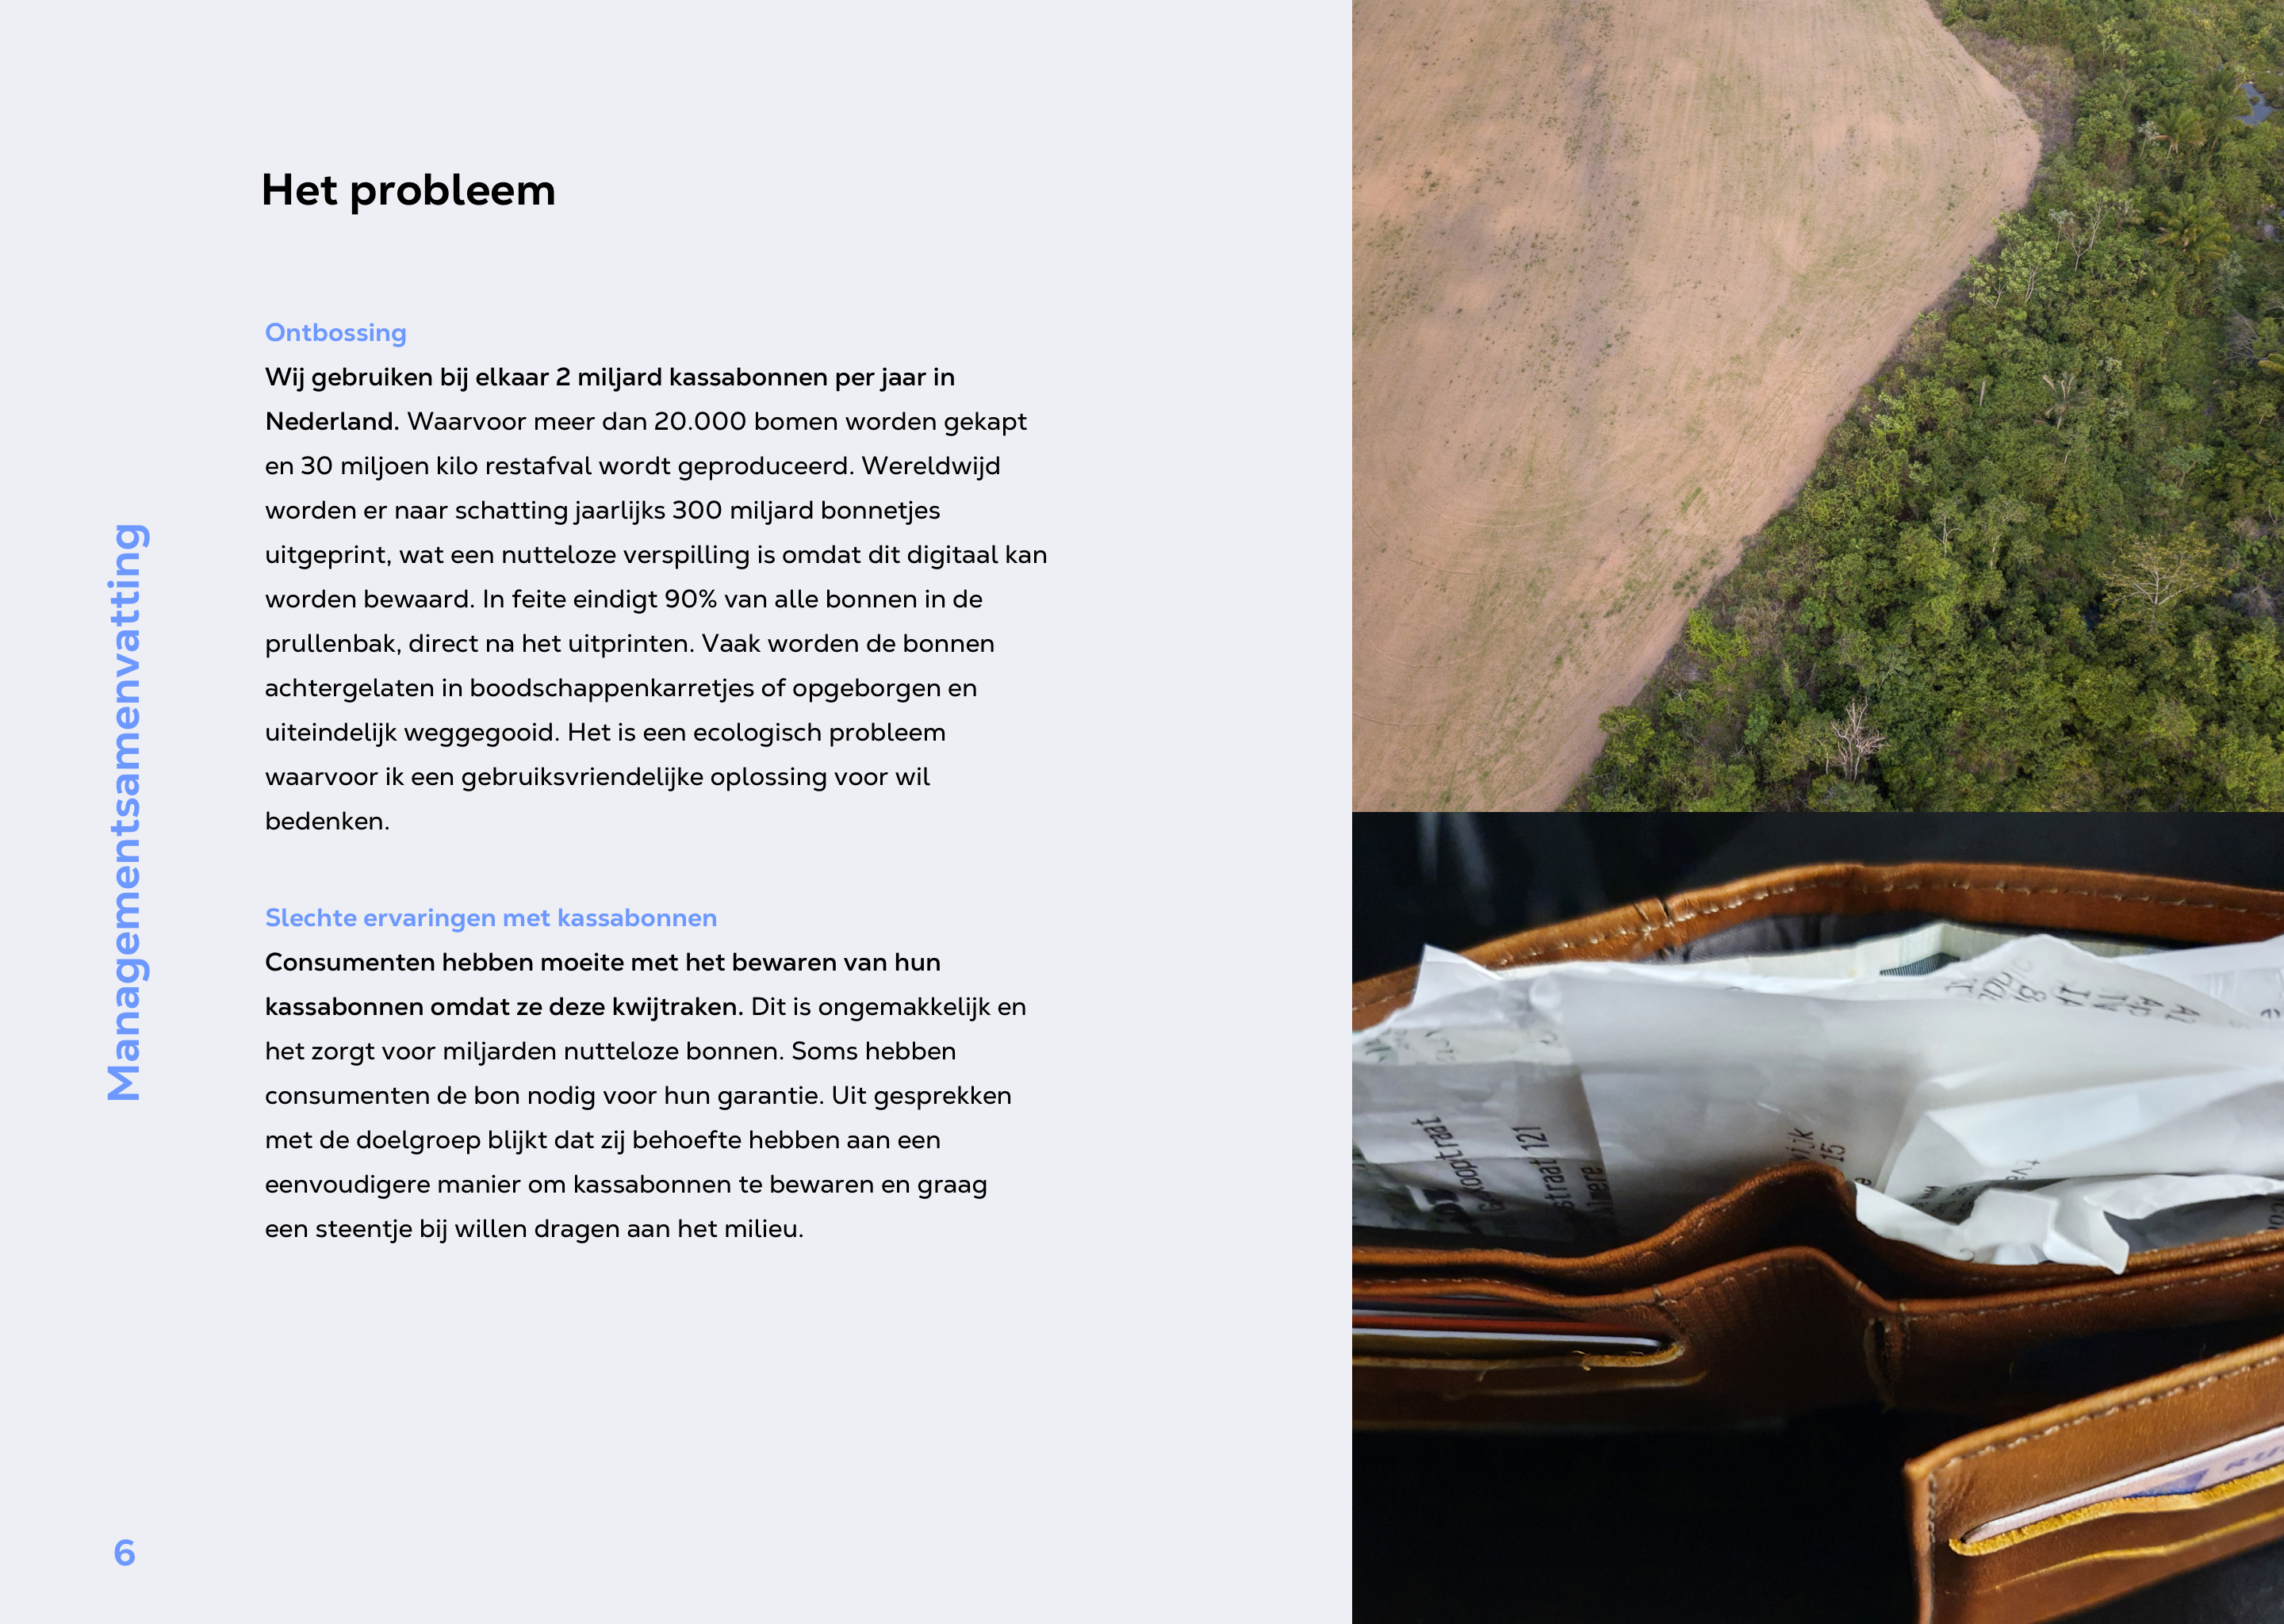 Het probleem
Ontbossing
Wij gebruiken bij elkaar 2 miljard kassabonnen per jaar in
Nederland. Waarvoor meer dan 20.000 bomen worden gekapt
en 30 miljoen kilo restafval wordt geproduceerd. Wereldwijd
worden er naar schatting jaarlijks 300 miljard bonnetjes
uitgeprint, wat een nutteloze verspilling is omdat dit digitaal kan
worden bewaard. In feite eindigt 90% van alle bonnen in de
prullenbak, direct na het uitprinten. Vaak worden de bonnen
achtergelaten in boodschappenkarretjes of opgeborgen en
uiteindelijk weggegooid. Het is een ecologisch probleem
waarvoor ik een gebruiksvriendelijke oplossing voor wil
bedenken.
Slechte ervaringen met kassabonnen
Consumenten hebben moeite met het bewaren van hun
kassabonnen omdat ze deze kwijtraken. Dit is ongemakkelijk en
het zorgt voor miljarden nutteloze bonnen. Soms hebben
consumenten de bon nodig voor hun garantie. Uit gesprekken
met de doelgroep blijkt dat zij behoefte hebben aan een
eenvoudigere manier om kassabonnen te bewaren en graag
een steentje bij willen dragen aan het milieu.
Managementsamenvatting
6
straat 121
Almere
15